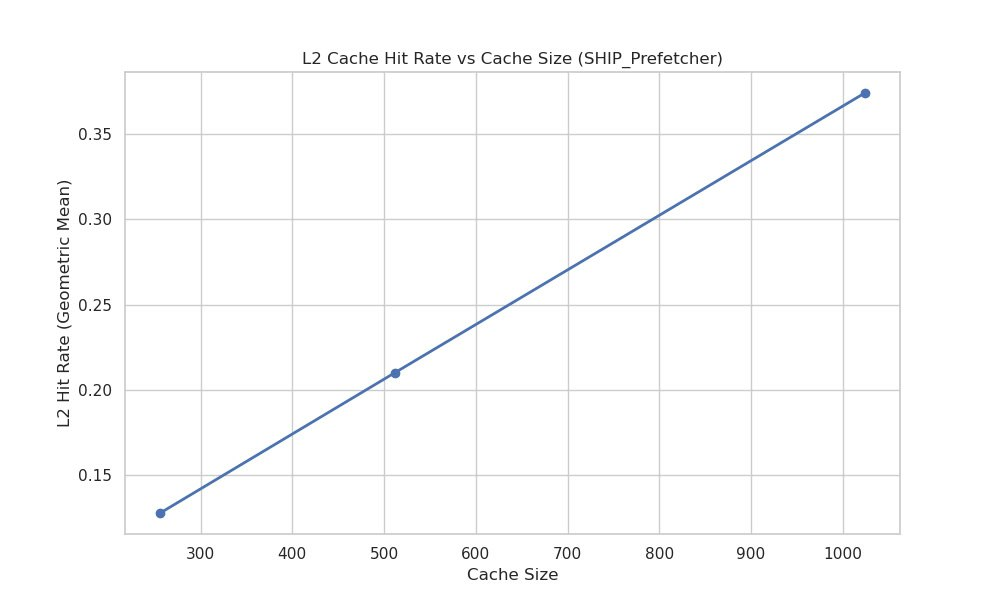 L2 Cache Hit Rate vs Cache Size (SHIP_Prefetcher)
L2 Hit Rate (Geometric Mean)
0.35
0.30
0.25
0.20
0.15
300 400 500 600 700 800 900 1000
Cache Size